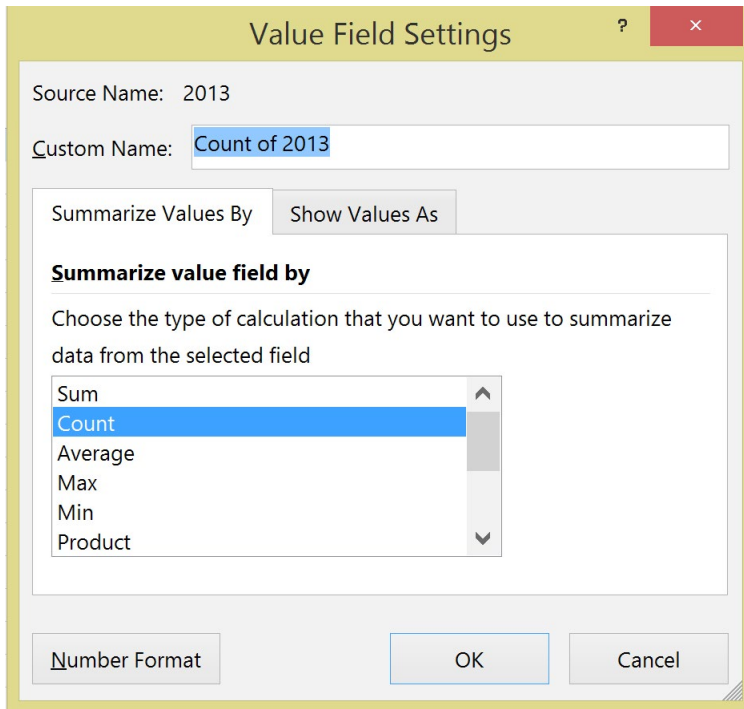 Value Field Settings
?
×
Source Name: 2013
Custom Name: Count of 2013
Summarize Values By Show Values As
Summarize value field by
Choose the type of calculation that you want to use to summarize
data from the selected field
Sum
Count
Average
Max
Min
Product
Number Format OK Cancel